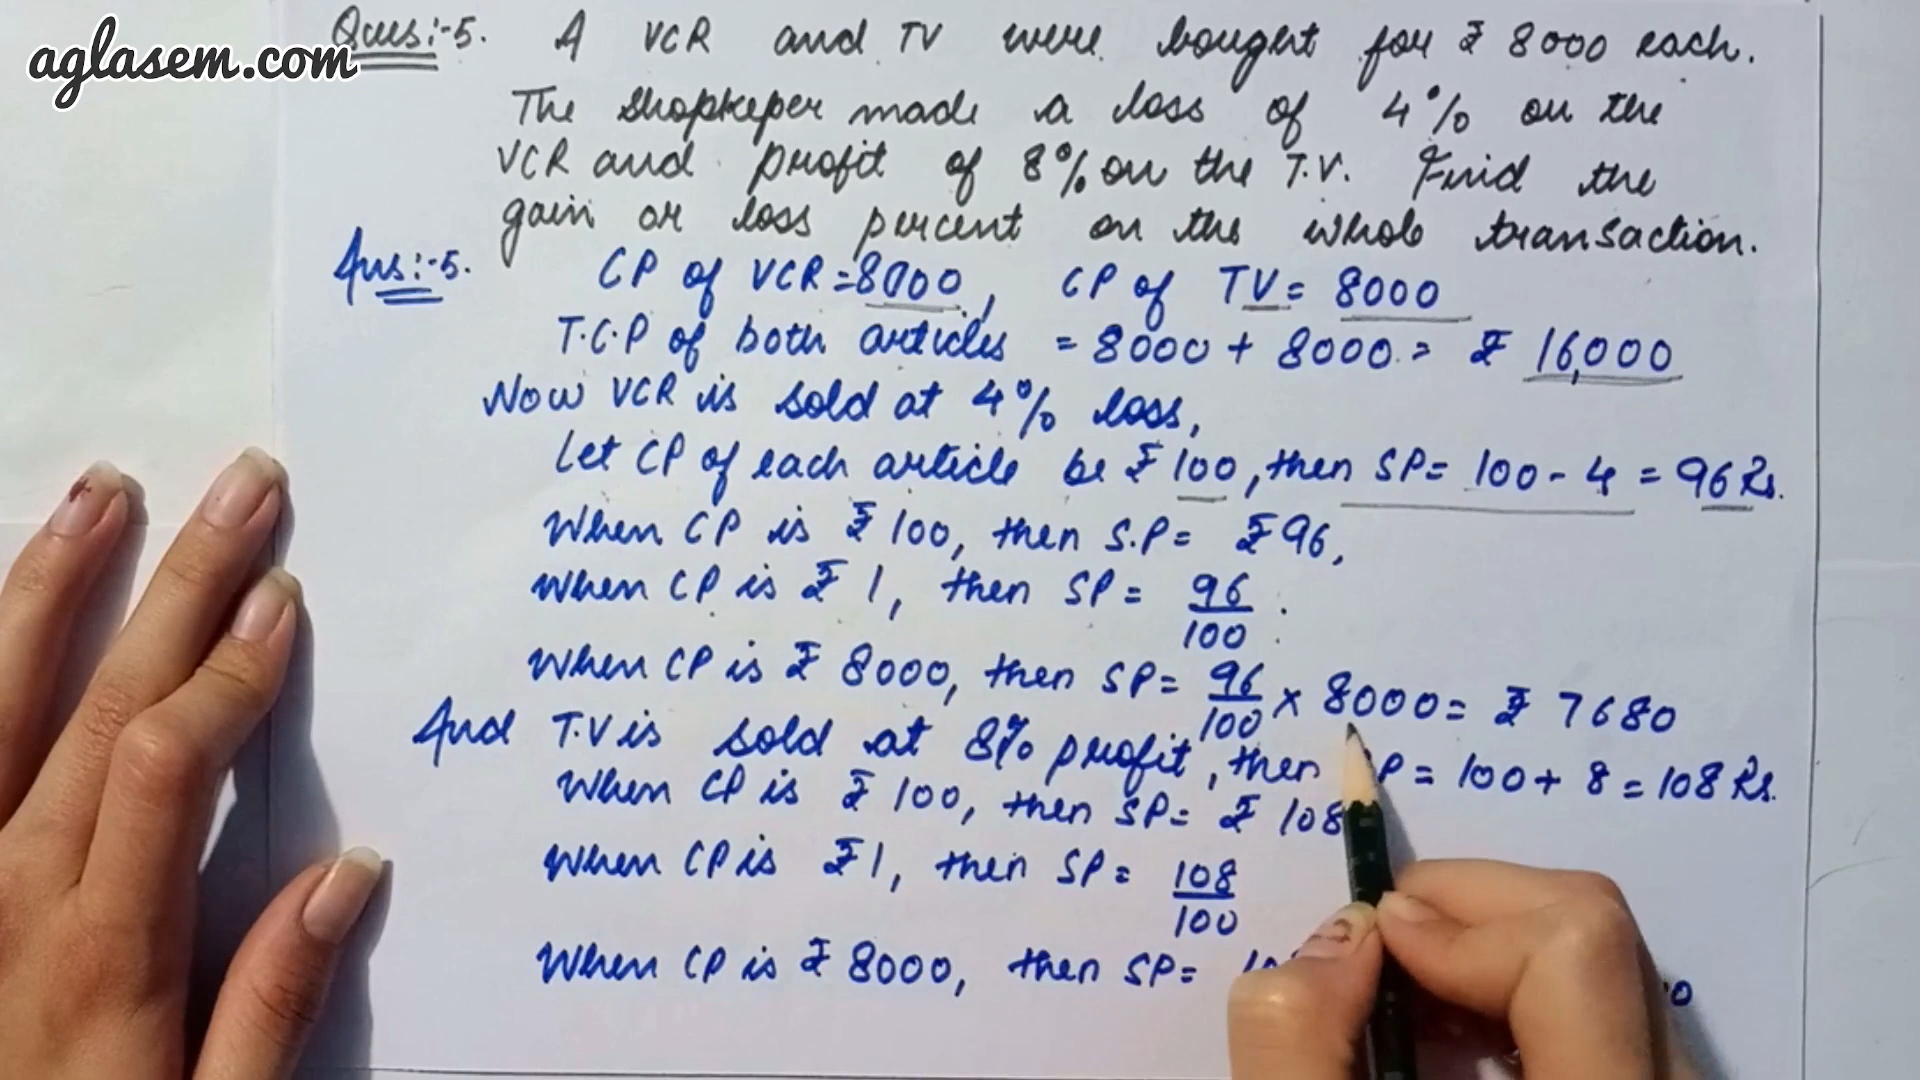 aglasem.com
Ques:-5. A VCR and TV were bought for ₹ 8000 each.
The shopkeper made a loss of 4% on the
VCR and profit of 8% on the T.V. Find the
gain or loss percent on the whole transaction.
Ans:-5. CP of VCR=8000, CP of TV= 8000
T.C.P of both articles = 8000 + 8000 = ₹ 16,000
Now VCR is sold at 4% loss,
Let CP of each article be ₹ 100, then SP= 100-4 = 96 Rs.
When CP is ₹ 100, then S.P= ₹96,
When CP is ₹ 1, then SP= 96/100.
When CP is ₹ 8000, then SP= 96/100 × 8000= ₹ 7680
And T.V is sold at 8% profit, then P = 100+ 8 = 108 Rs.
When CP is ₹ 100, then SP= ₹ 108
When CP is ₹1, then SP= 108/100
When CP is ₹ 8000, then SP=